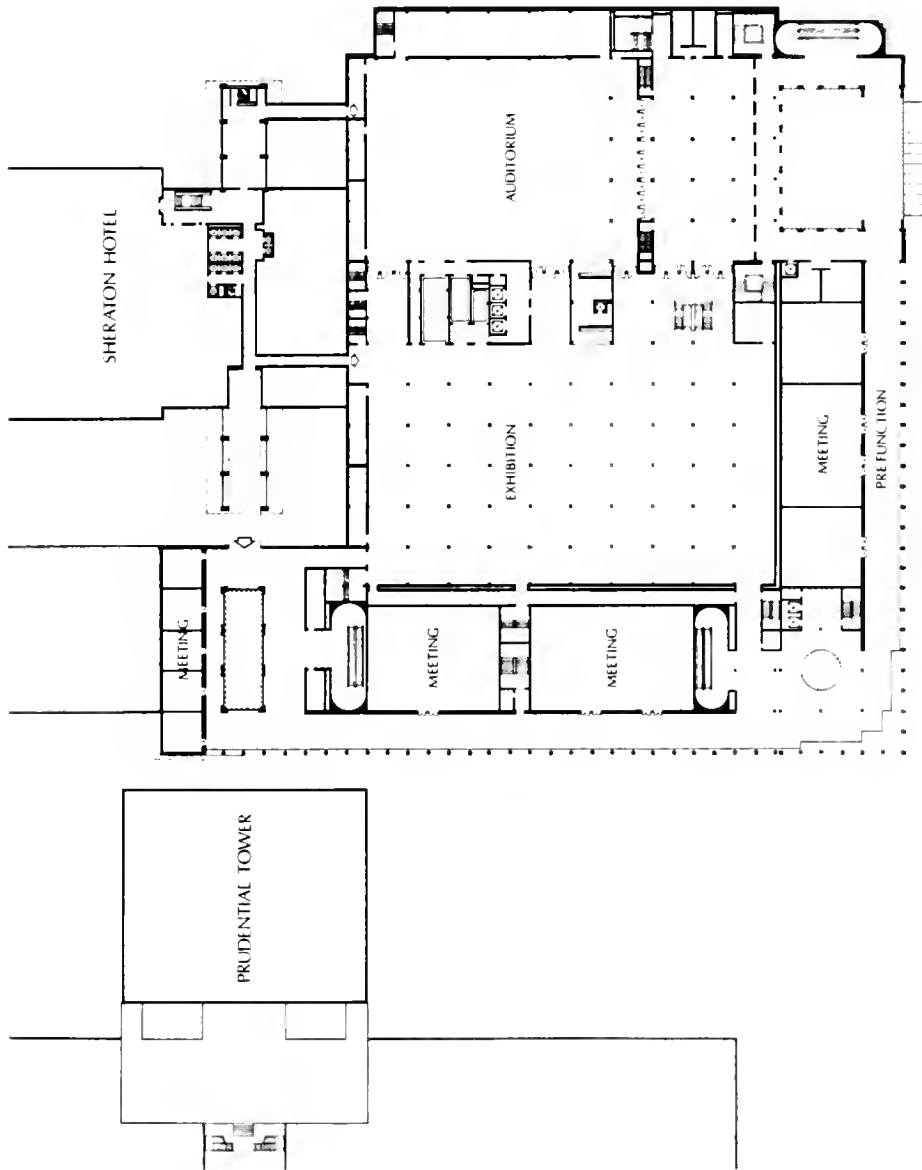 SHERATON HOTEL
AUDITORIUM
EXHIBITION
MEETING
PRE FUNCTION
MEETING
MEETING
MEETING
PRUDENTIAL TOWER